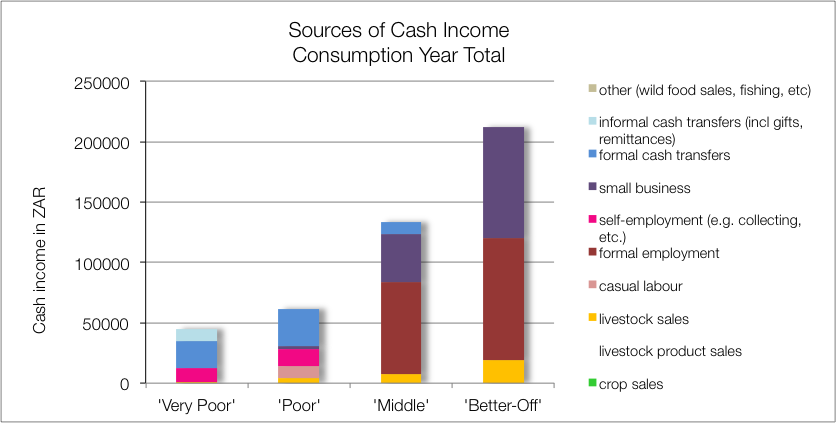 Sources of Cash Income
Consumption Year Total
Cash income in ZAR
250000
200000
150000
100000
50000
0
'Very Poor'
'Poor'
'Middle'
'Better-Off'
other (wild food sales, fishing, etc)
informal cash transfers (incl gifts,
remittances)
formal cash transfers
small business
self-employment (e.g. collecting,
etc.)
formal employment
casual labour
livestock sales
livestock product sales
crop sales